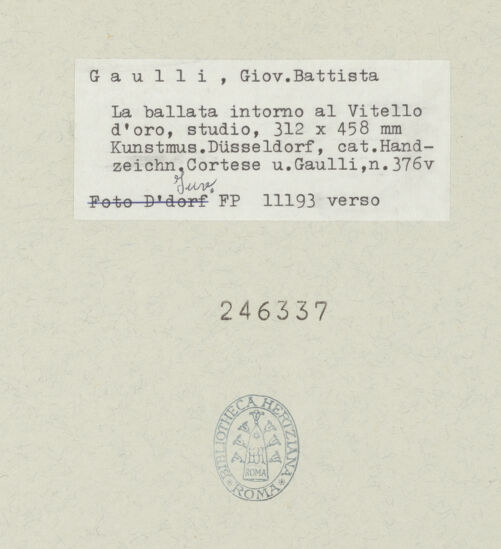 G a u l l i , Giov.Battista
La ballata intorno al Vitello
d'oro, studio, 312 x 458 mm
Kunstmus.Düsseldorf, cat.Hand-
zeichn.Cortese u.Gaulli,n.376v
Foto D'dorf FP 11193 verso
246337
BIBLIOTHECA HERTZIANA
ROMA
ROMA